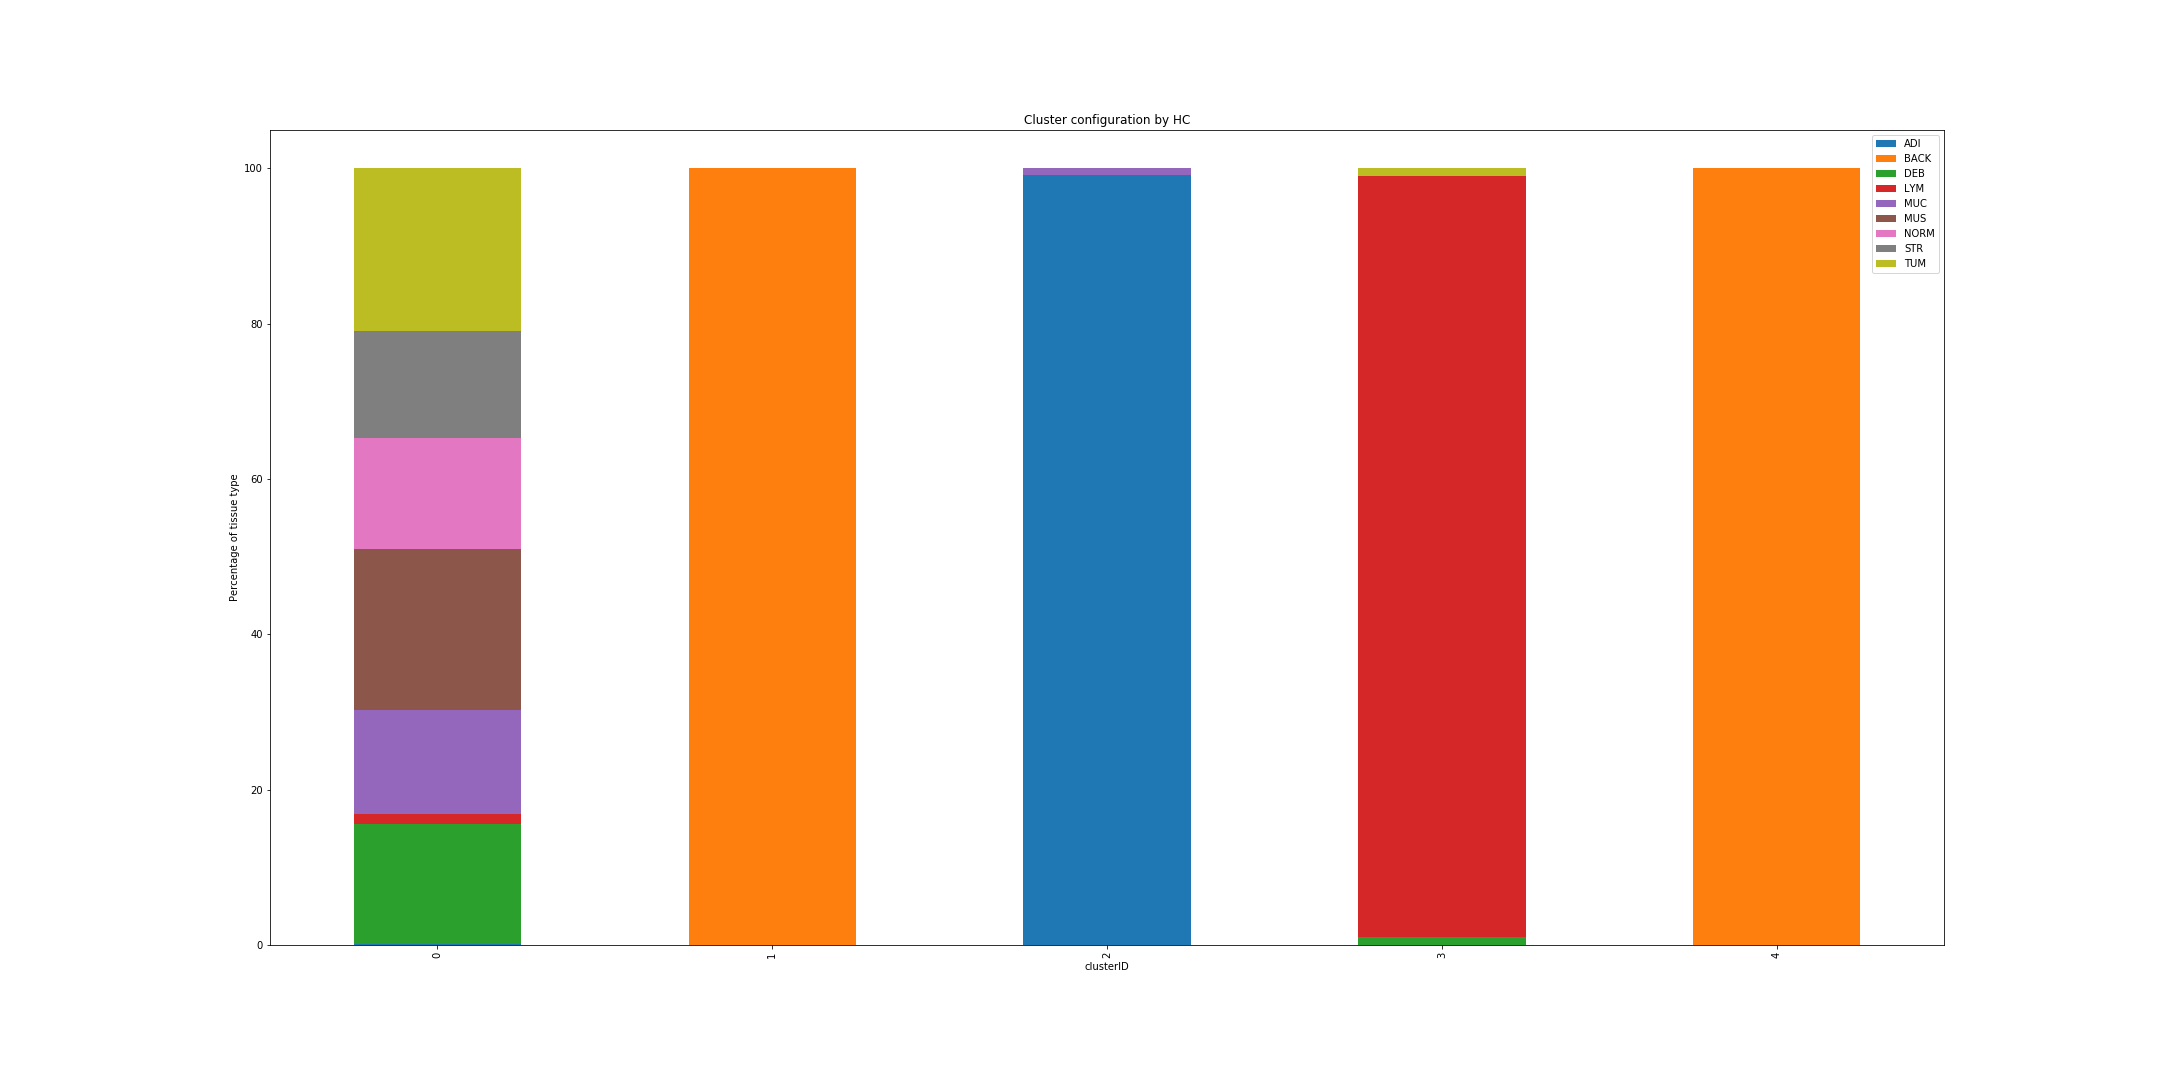 Cluster configuration by HC
ADI
BACK
DEB
LYM
MUC
MUS
NORM
STR
TUM
100
80
60
40
20
0
Percentage of tissue type
0
1
2
3
4
clusterID